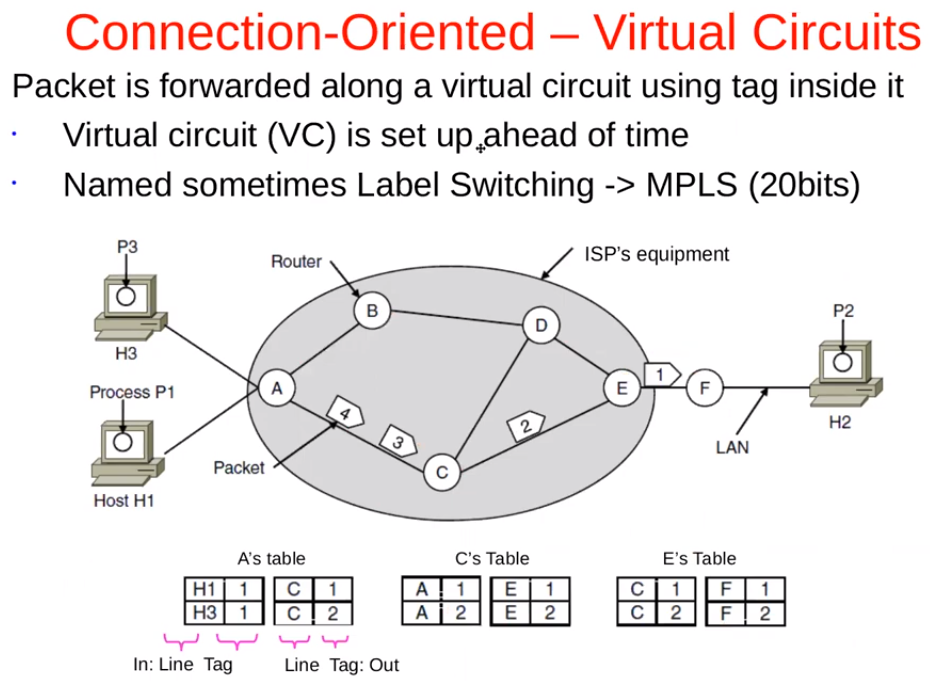 Connection-Oriented – Virtual Circuits
Packet is forwarded along a virtual circuit using tag inside it
· Virtual circuit (VC) is set up ahead of time
· Named sometimes Label Switching -> MPLS (20bits)
P3
Router
ISP's equipment
B
D
P2
H3
Process P1
A
4
3
Packet
C
2
E
1
F
LAN
H2
Host H1
A's table
C's Table
E's Table
H1 1 C 1
H3 1 C 2
A 1 E 1
A 2 E 2
C 1 F 1
C 2 F 2
In: Line Tag Line Tag: Out